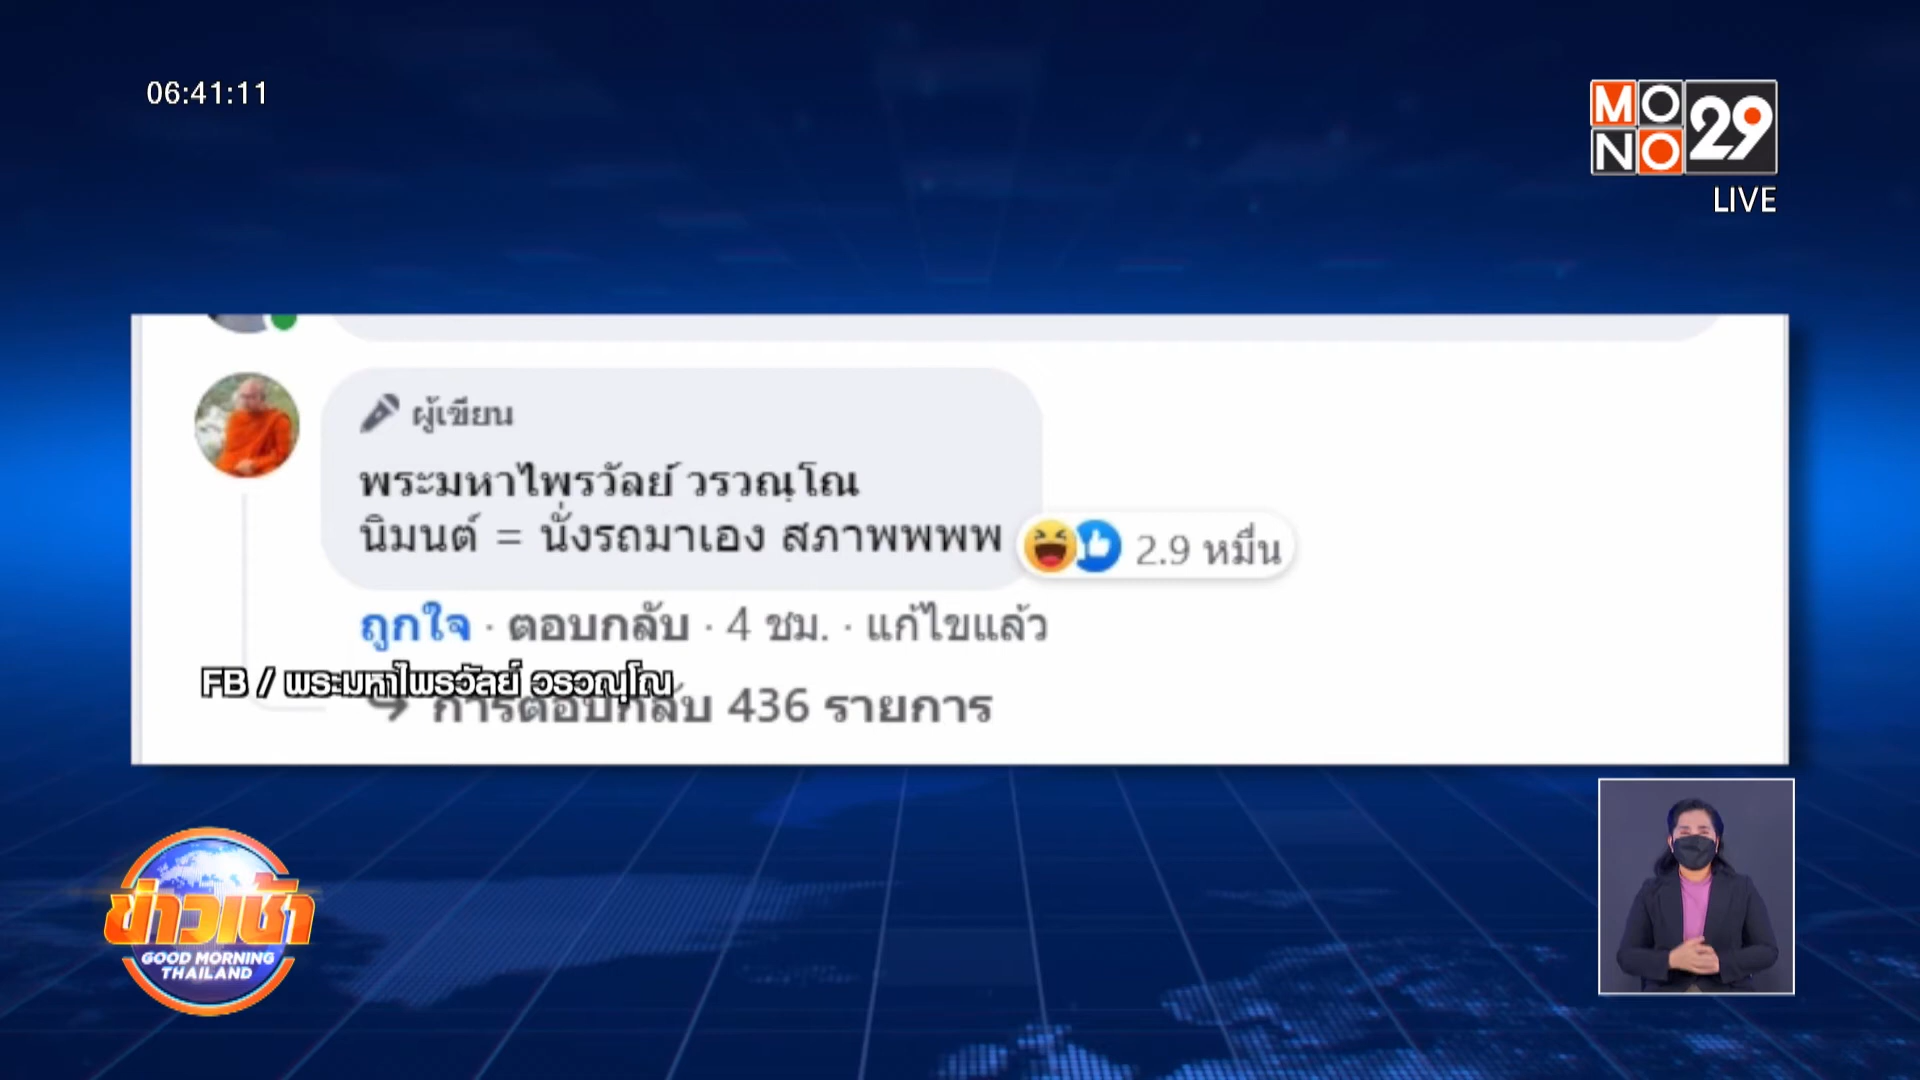 06:41:11
MONO 29
LIVE
ผู้เขียน
พระมหาไพรวัลย์ วรวณฺโณ
นิมนต์ = นั่งรถมาเอง สภาพพพพ
2.9 หมื่น
ถูกใจ · ตอบกลับ · 4 ชม. · แก้ไขแล้ว
FB / พระมหาไพรวัลย์ วรวณฺโณ
การตอบกลับ 436 รายการ
ข่าวเช้า
GOOD MORNING
THAILAND